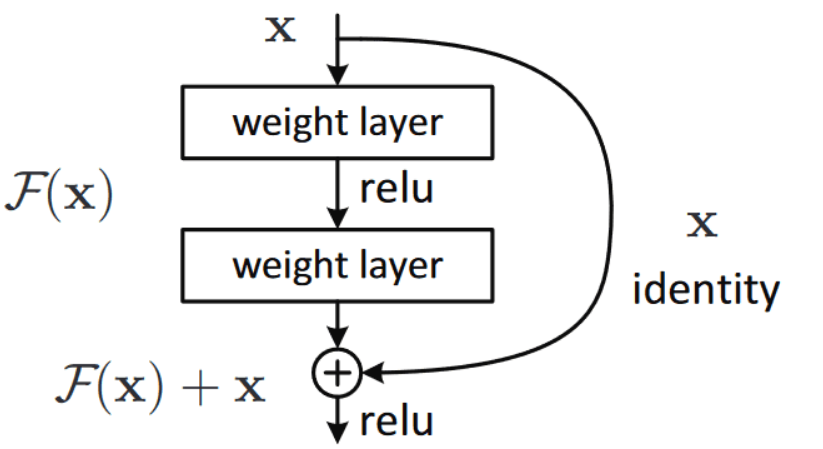 x
weight layer
F(x)
relu
x
weight layer
identity
F(x) + x
+
relu